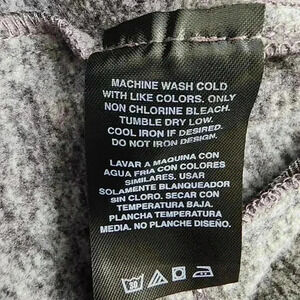 MACHINE WASH COLD
WITH LIKE COLORS. ONLY
NON CHLORINE BLEACH.
TUMBLE DRY LOW.
COOL IRON IF DESIRED.
DO NOT IRON DESIGN.
LAVAR A MAQUINA CON
AGUA FRIA CON COLORES
SIMILARES. USAR
SOLAMENTE BLANQUEADOR
SIN CLORO. SECAR CON
TEMPERATURA BAJA.
PLANCHA TEMPERATURA
MONO. NO PLANCHE DISEÑO.
30